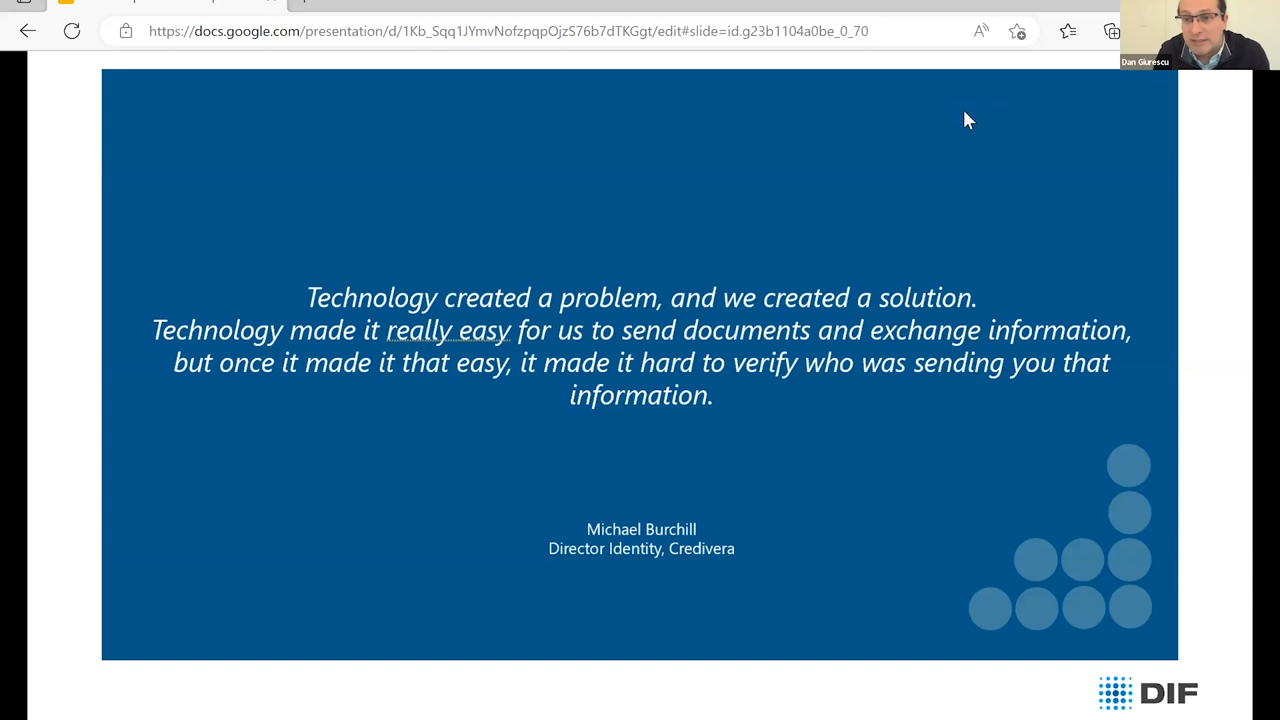 https://docs.google.com/presentation/d/1Kb_Sqq1JYmvNofzpqpOjzS76b7dTKGgt/edit#slide=id.g23b1104a0be_0_70
Dan Giurescu
Technology created a problem, and we created a solution.
Technology made it really easy for us to send documents and exchange information,
but once it made it that easy, it made it hard to verify who was sending you that
information.
Michael Burchill
Director Identity, Credivera
DIF